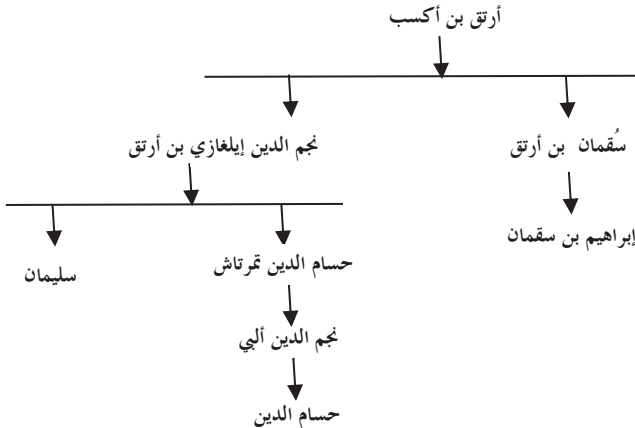 أرتق بن أكسب
سُقمان بن أرتق
نجم الدين إيلغازي بن أرتق
إبراهيم بن سقمان
حسام الدين تمرتاش
سليمان
نجم الدين ألبي
حسام الدين